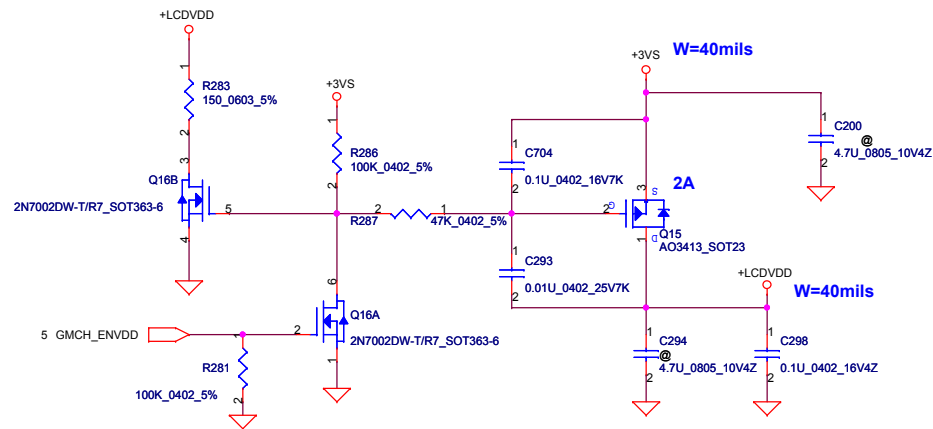 +LCDVDD
1
R283
150_0603_5%
2
3
Q16B
2N7002DW-T/R7_SOT363-6
5
4
+3VS
1
R286
100K_0402_5%
2
2
R287
1
47K_0402_5%
6
Q16A
2N7002DW-T/R7_SOT363-6
2
1
5 GMCH_ENVDD
1
R281
100K_0402_5%
2
W=40mils
+3VS
1
C704
0.1U_0402_16V7K
2
1
C293
0.01U_0402_25V7K
2
2A
3
S
G
2
D
1
Q15
AO3413_SOT23
1
C200
@
4.7U_0805_10V4Z
2
+LCDVDD
W=40mils
1
C294
@
4.7U_0805_10V4Z
2
1
C298
0.1U_0402_16V4Z
2